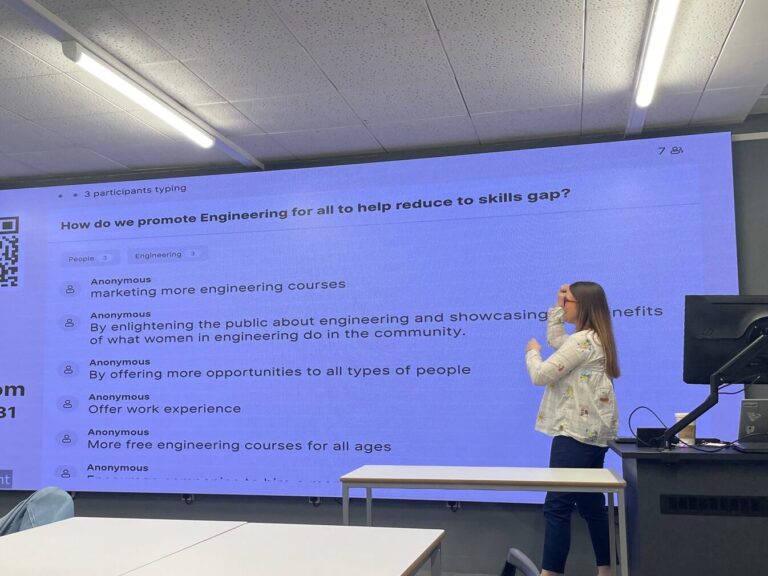 7
3 participants typing
How do we promote Engineering for all to help reduce to skills gap?
People 3 Engineering 3
Anonymous
marketing more engineering courses
Anonymous
By enlightening the public about engineering and showcasing
of what women in engineering do in the community.
Anonymous
By offering more opportunities to all types of people
Anonymous
Offer work experience
Anonymous
More free engineering courses for all ages
Anonymous
om
31
nt